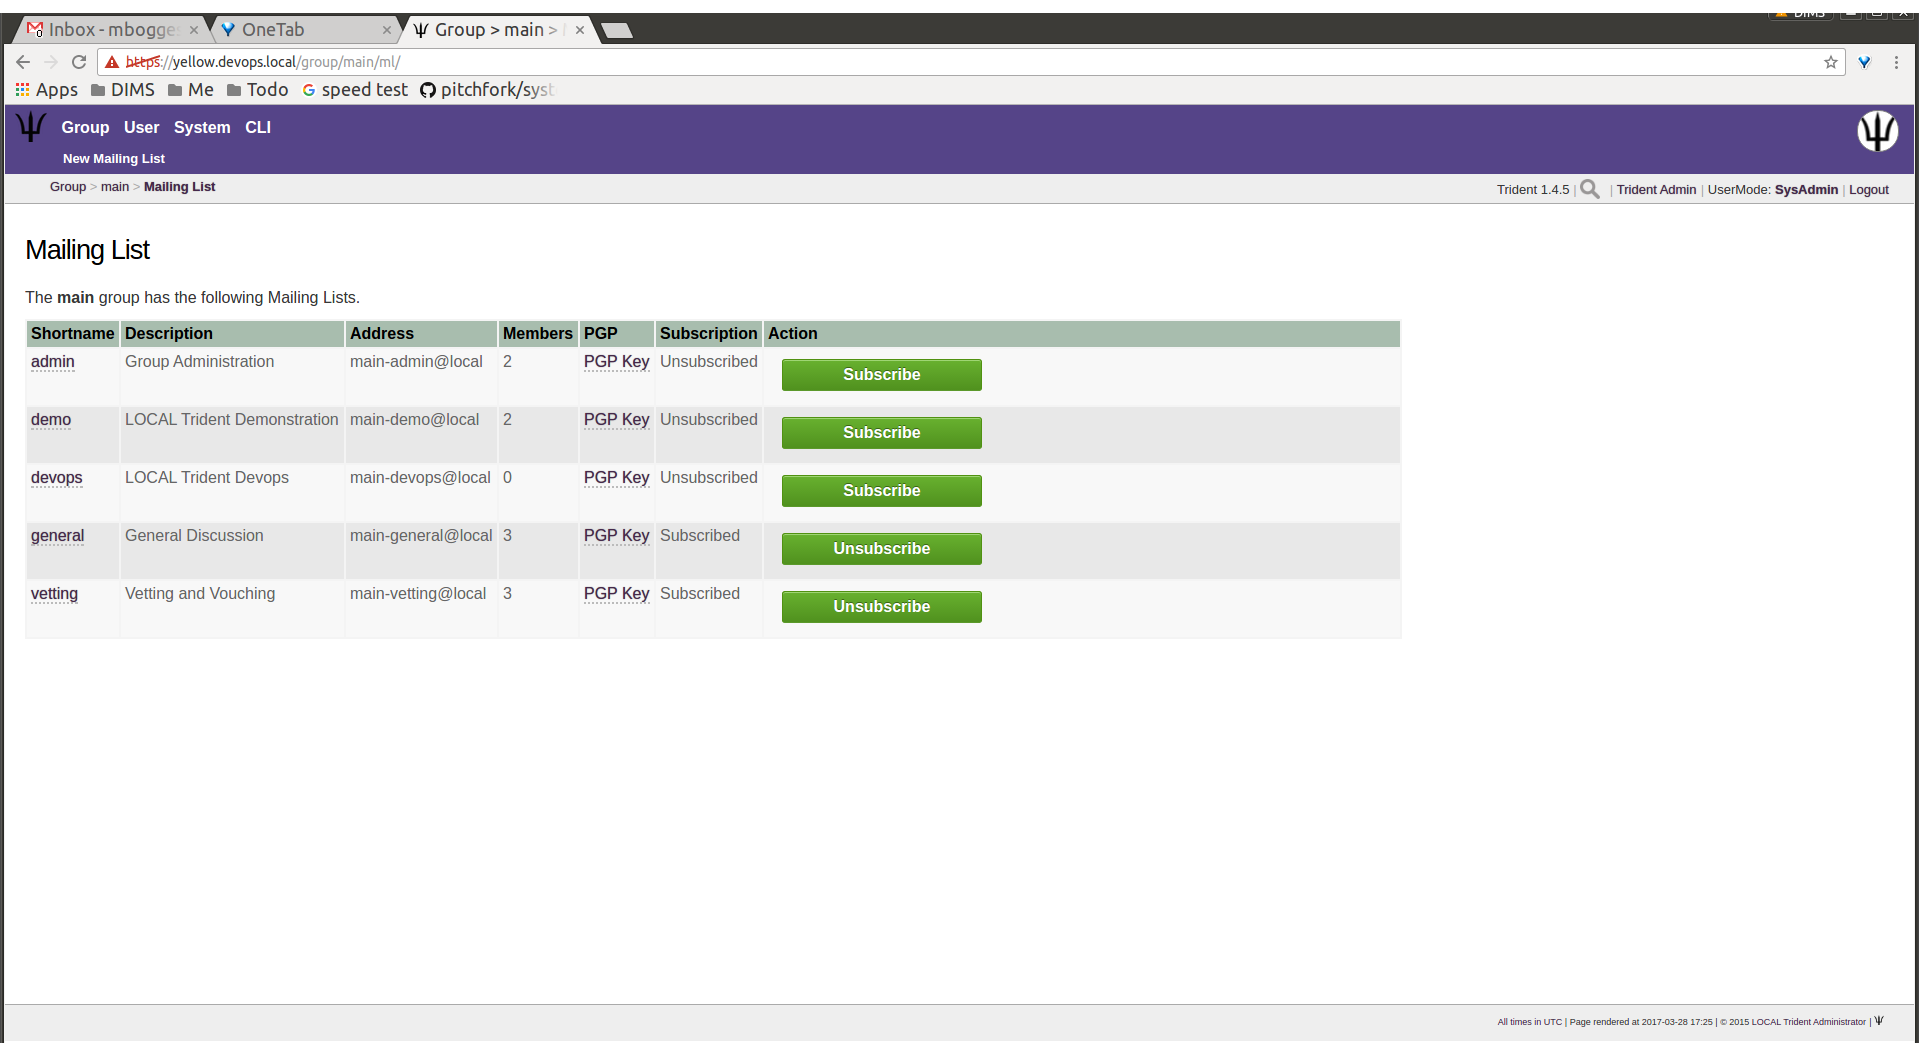 DIMS
Inbox - mbogge
OneTab
Group > main >
https://yellow.devops.local/group/main/ml/
Apps DIMS Me Todo speed test pitchfork/syst
Group User System CLI
New Mailing List
Group > main > Mailing List
Trident 1.4.5 | | Trident Admin | UserMode: SysAdmin | Logout
Mailing List
The main group has the following Mailing Lists.
Shortname Description Address Members PGP Subscription Action
admin Group Administration main-admin@local 2 PGP Key Unsubscribed Subscribe
demo LOCAL Trident Demonstration main-demo@local 2 PGP Key Unsubscribed Subscribe
devops LOCAL Trident Devops main-devops@local 0 PGP Key Unsubscribed Subscribe
general General Discussion main-general@local 3 PGP Key Subscribed Unsubscribe
vetting Vetting and Vouching main-vetting@local 3 PGP Key Subscribed Unsubscribe
All times in UTC | Page rendered at 2017-03-28 17:25 | © 2015 LOCAL Trident Administrator |